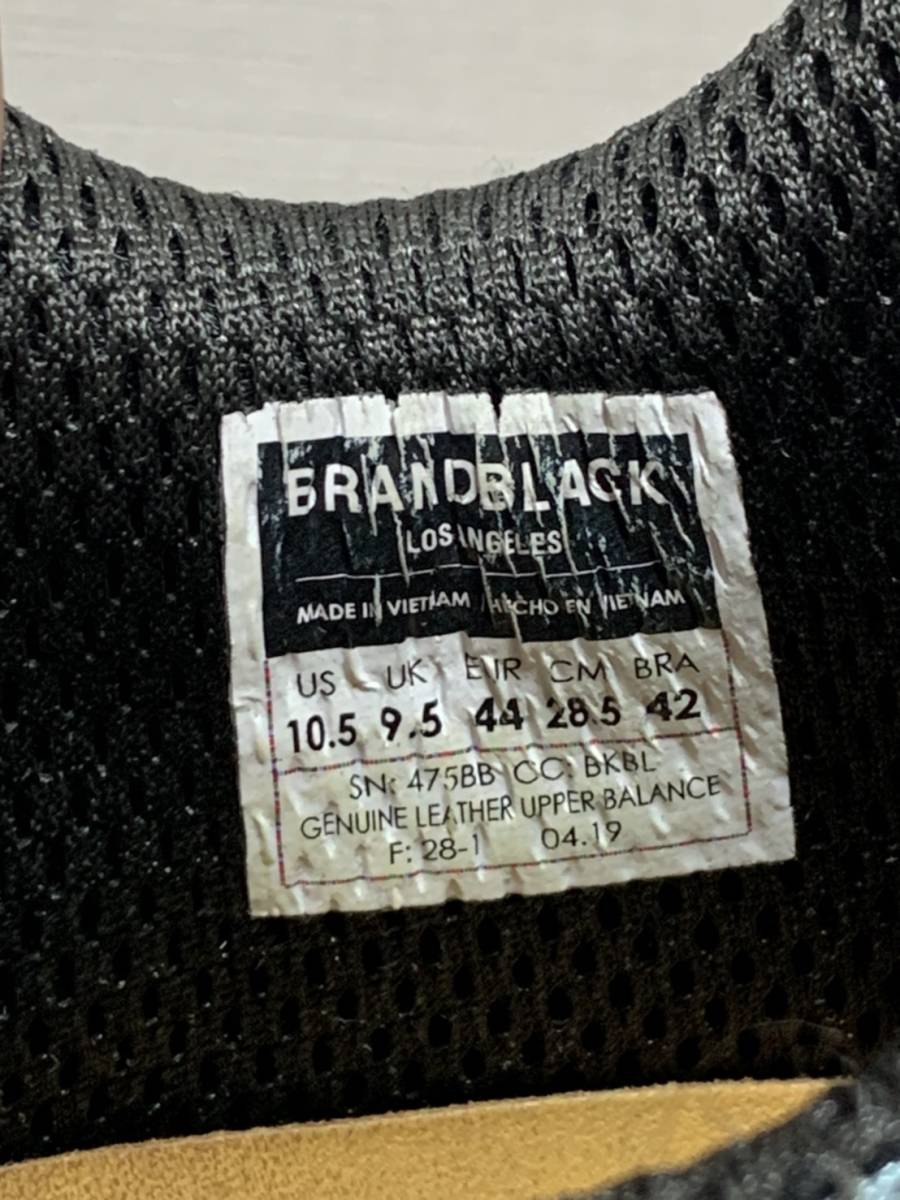 BRANDBLACK
LOS ANGELES
MADE IN VIETNAM / HECHO EN VIETNAM
US UK EUR CM BRA
10.5 9.5 44 28.5 42
SN: 475BB CC: BKBL
GENUINE LEATHER UPPER BALANCE
F: 28-1 04.19